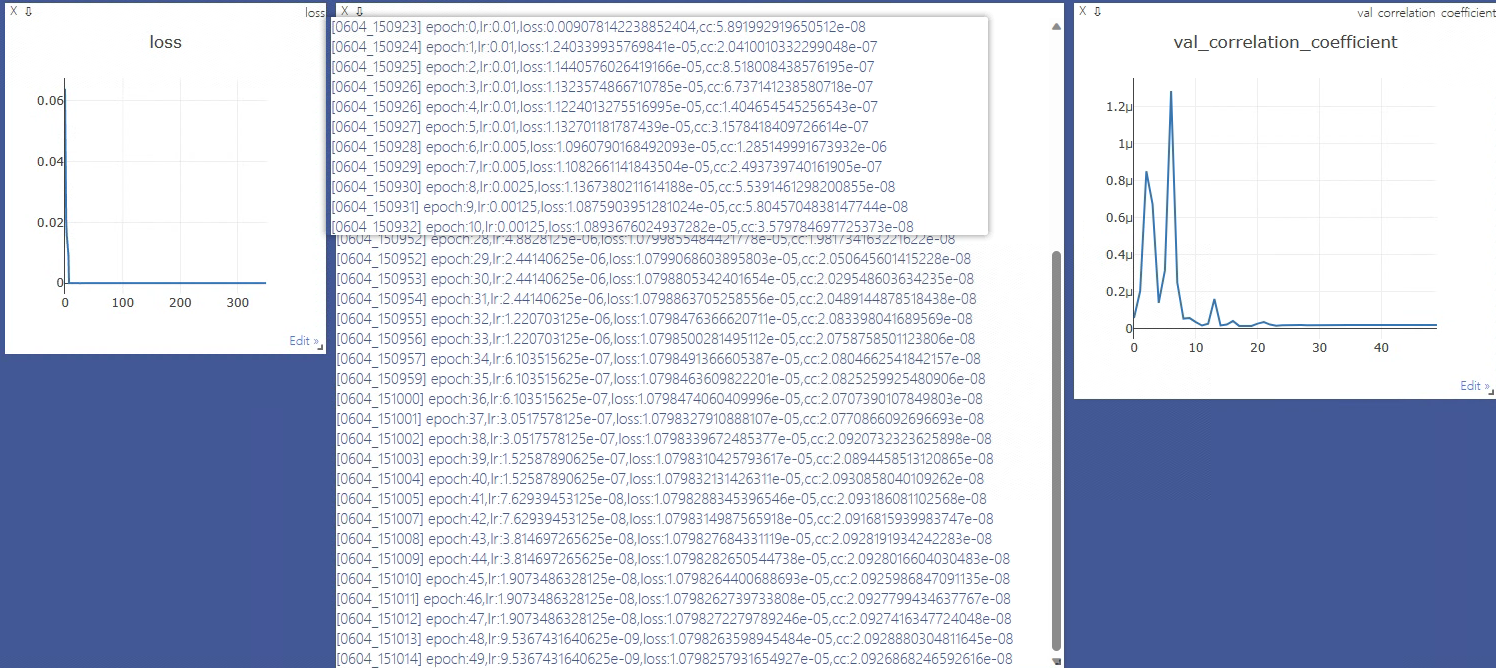 X ⇩ loss
loss
0.06
0.04
0.02
0
0 100 200 300
Edit »
X ⇩
[0604_150923] epoch:0,lr:0.01,loss:0.009078142238852404,cc:5.891992919650512e-08
[0604_150924] epoch:1,lr:0.01,loss:1.240339935769841e-05,cc:2.0410010332299048e-07
[0604_150925] epoch:2,lr:0.01,loss:1.1440576026419166e-05,cc:8.518008438576195e-07
[0604_150926] epoch:3,lr:0.01,loss:1.1323574866710785e-05,cc:6.737141238580718e-07
[0604_150926] epoch:4,lr:0.01,loss:1.1224013275516995e-05,cc:1.404654545256543e-07
[0604_150927] epoch:5,lr:0.01,loss:1.132701181787439e-05,cc:3.1578418409726614e-07
[0604_150928] epoch:6,lr:0.005,loss:1.0960790168492093e-05,cc:1.285149991673932e-06
[0604_150929] epoch:7,lr:0.005,loss:1.1082661141843504e-05,cc:2.493739740161905e-07
[0604_150930] epoch:8,lr:0.0025,loss:1.1367380211614188e-05,cc:5.5391461298200855e-08
[0604_150931] epoch:9,lr:0.00125,loss:1.0875903951281024e-05,cc:5.8045704838147744e-08
[0604_150932] epoch:10,lr:0.00125,loss:1.0893676024937282e-05,cc:3.579784697725373e-08
[0604_150952] epoch:28,lr:4.8828125e-06,loss:1.0799855484421778e-05,cc:1.981734163221622e-08
[0604_150952] epoch:29,lr:2.44140625e-06,loss:1.0799068603895803e-05,cc:2.050645601415228e-08
[0604_150953] epoch:30,lr:2.44140625e-06,loss:1.0798805342401654e-05,cc:2.029548603634235e-08
[0604_150954] epoch:31,lr:2.44140625e-06,loss:1.0798863705258556e-05,cc:2.0489144878518438e-08
[0604_150955] epoch:32,lr:1.220703125e-06,loss:1.0798476366620711e-05,cc:2.083398041689569e-08
[0604_150956] epoch:33,lr:1.220703125e-06,loss:1.0798500281495112e-05,cc:2.0758758501123806e-08
[0604_150957] epoch:34,lr:6.103515625e-07,loss:1.0798491366605387e-05,cc:2.0804662541842157e-08
[0604_150959] epoch:35,lr:6.103515625e-07,loss:1.0798463609822201e-05,cc:2.0825259925480906e-08
[0604_151000] epoch:36,lr:6.103515625e-07,loss:1.0798474060409996e-05,cc:2.0707390107849803e-08
[0604_151001] epoch:37,lr:3.0517578125e-07,loss:1.0798327910888107e-05,cc:2.0770866092696693e-08
[0604_151002] epoch:38,lr:3.0517578125e-07,loss:1.0798339672485377e-05,cc:2.0920732323625898e-08
[0604_151003] epoch:39,lr:1.52587890625e-07,loss:1.0798310425793617e-05,cc:2.0894458513120865e-08
[0604_151004] epoch:40,lr:1.52587890625e-07,loss:1.079832131426311e-05,cc:2.0930858040109262e-08
[0604_151005] epoch:41,lr:7.62939453125e-08,loss:1.0798288345396546e-05,cc:2.093186081102568e-08
[0604_151007] epoch:42,lr:7.62939453125e-08,loss:1.0798314987565918e-05,cc:2.0916815939983747e-08
[0604_151008] epoch:43,lr:3.814697265625e-08,loss:1.079827684331119e-05,cc:2.0928191934242283e-08
[0604_151009] epoch:44,lr:3.814697265625e-08,loss:1.0798282650544738e-05,cc:2.0928016604030483e-08
[0604_151010] epoch:45,lr:1.9073486328125e-08,loss:1.0798264400688693e-05,cc:2.0925986847091135e-08
[0604_151011] epoch:46,lr:1.9073486328125e-08,loss:1.0798262739733808e-05,cc:2.0927799434637767e-08
[0604_151012] epoch:47,lr:1.9073486328125e-08,loss:1.0798272279789246e-05,cc:2.0927416347724048e-08
[0604_151013] epoch:48,lr:9.5367431640625e-09,loss:1.0798263598945484e-05,cc:2.0928880304811645e-08
[0604_151014] epoch:49,lr:9.5367431640625e-09,loss:1.0798257931654927e-05,cc:2.0926868246592616e-08
X ⇩ val correlation coefficient
val_correlation_coefficient
1.2μ
1μ
0.8μ
0.6μ
0.4μ
0.2μ
0
0 10 20 30 40
Edit »